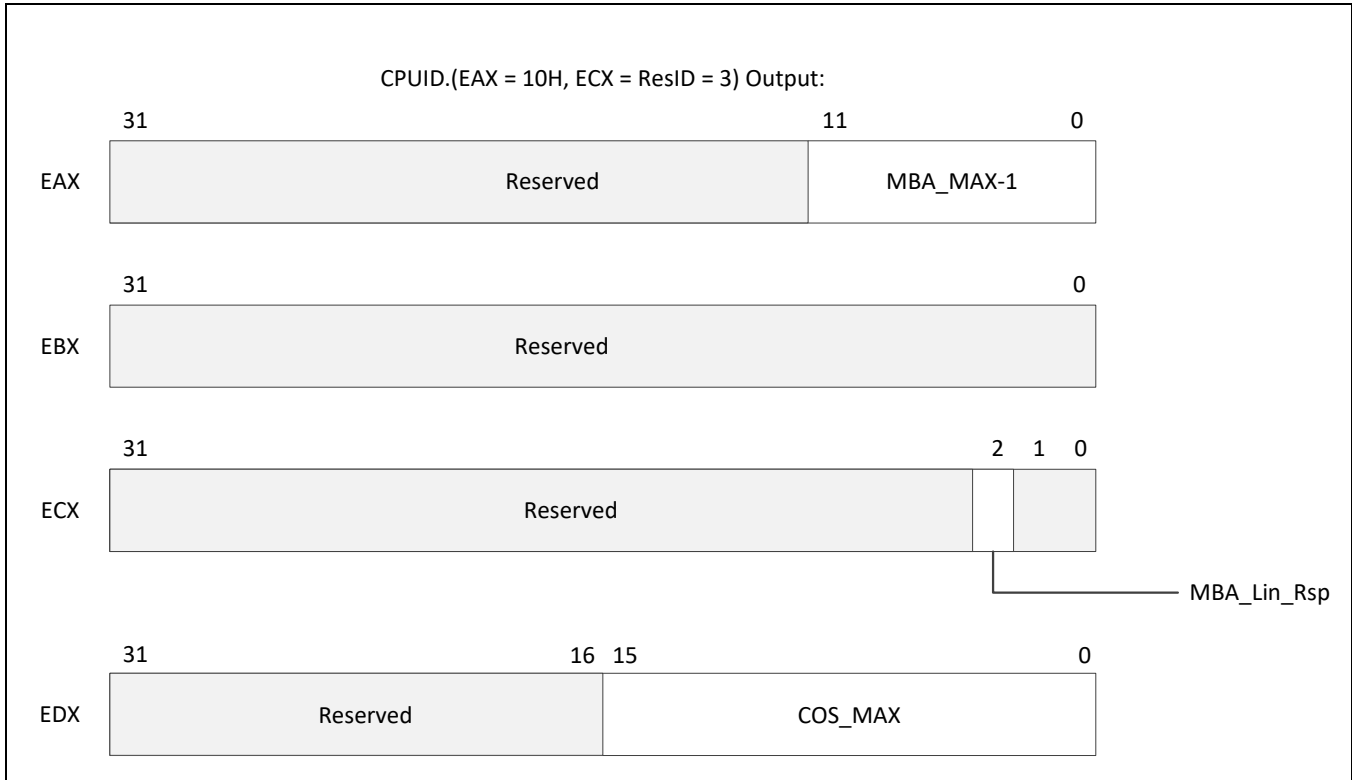 CPUID.(EAX = 10H, ECX = ResID = 3) Output:
31 11 0
EAX Reserved MBA_MAX-1
31 0
EBX Reserved
31 2 1 0
ECX Reserved
MBA_Lin_Rsp
31 16 15 0
EDX Reserved COS_MAX